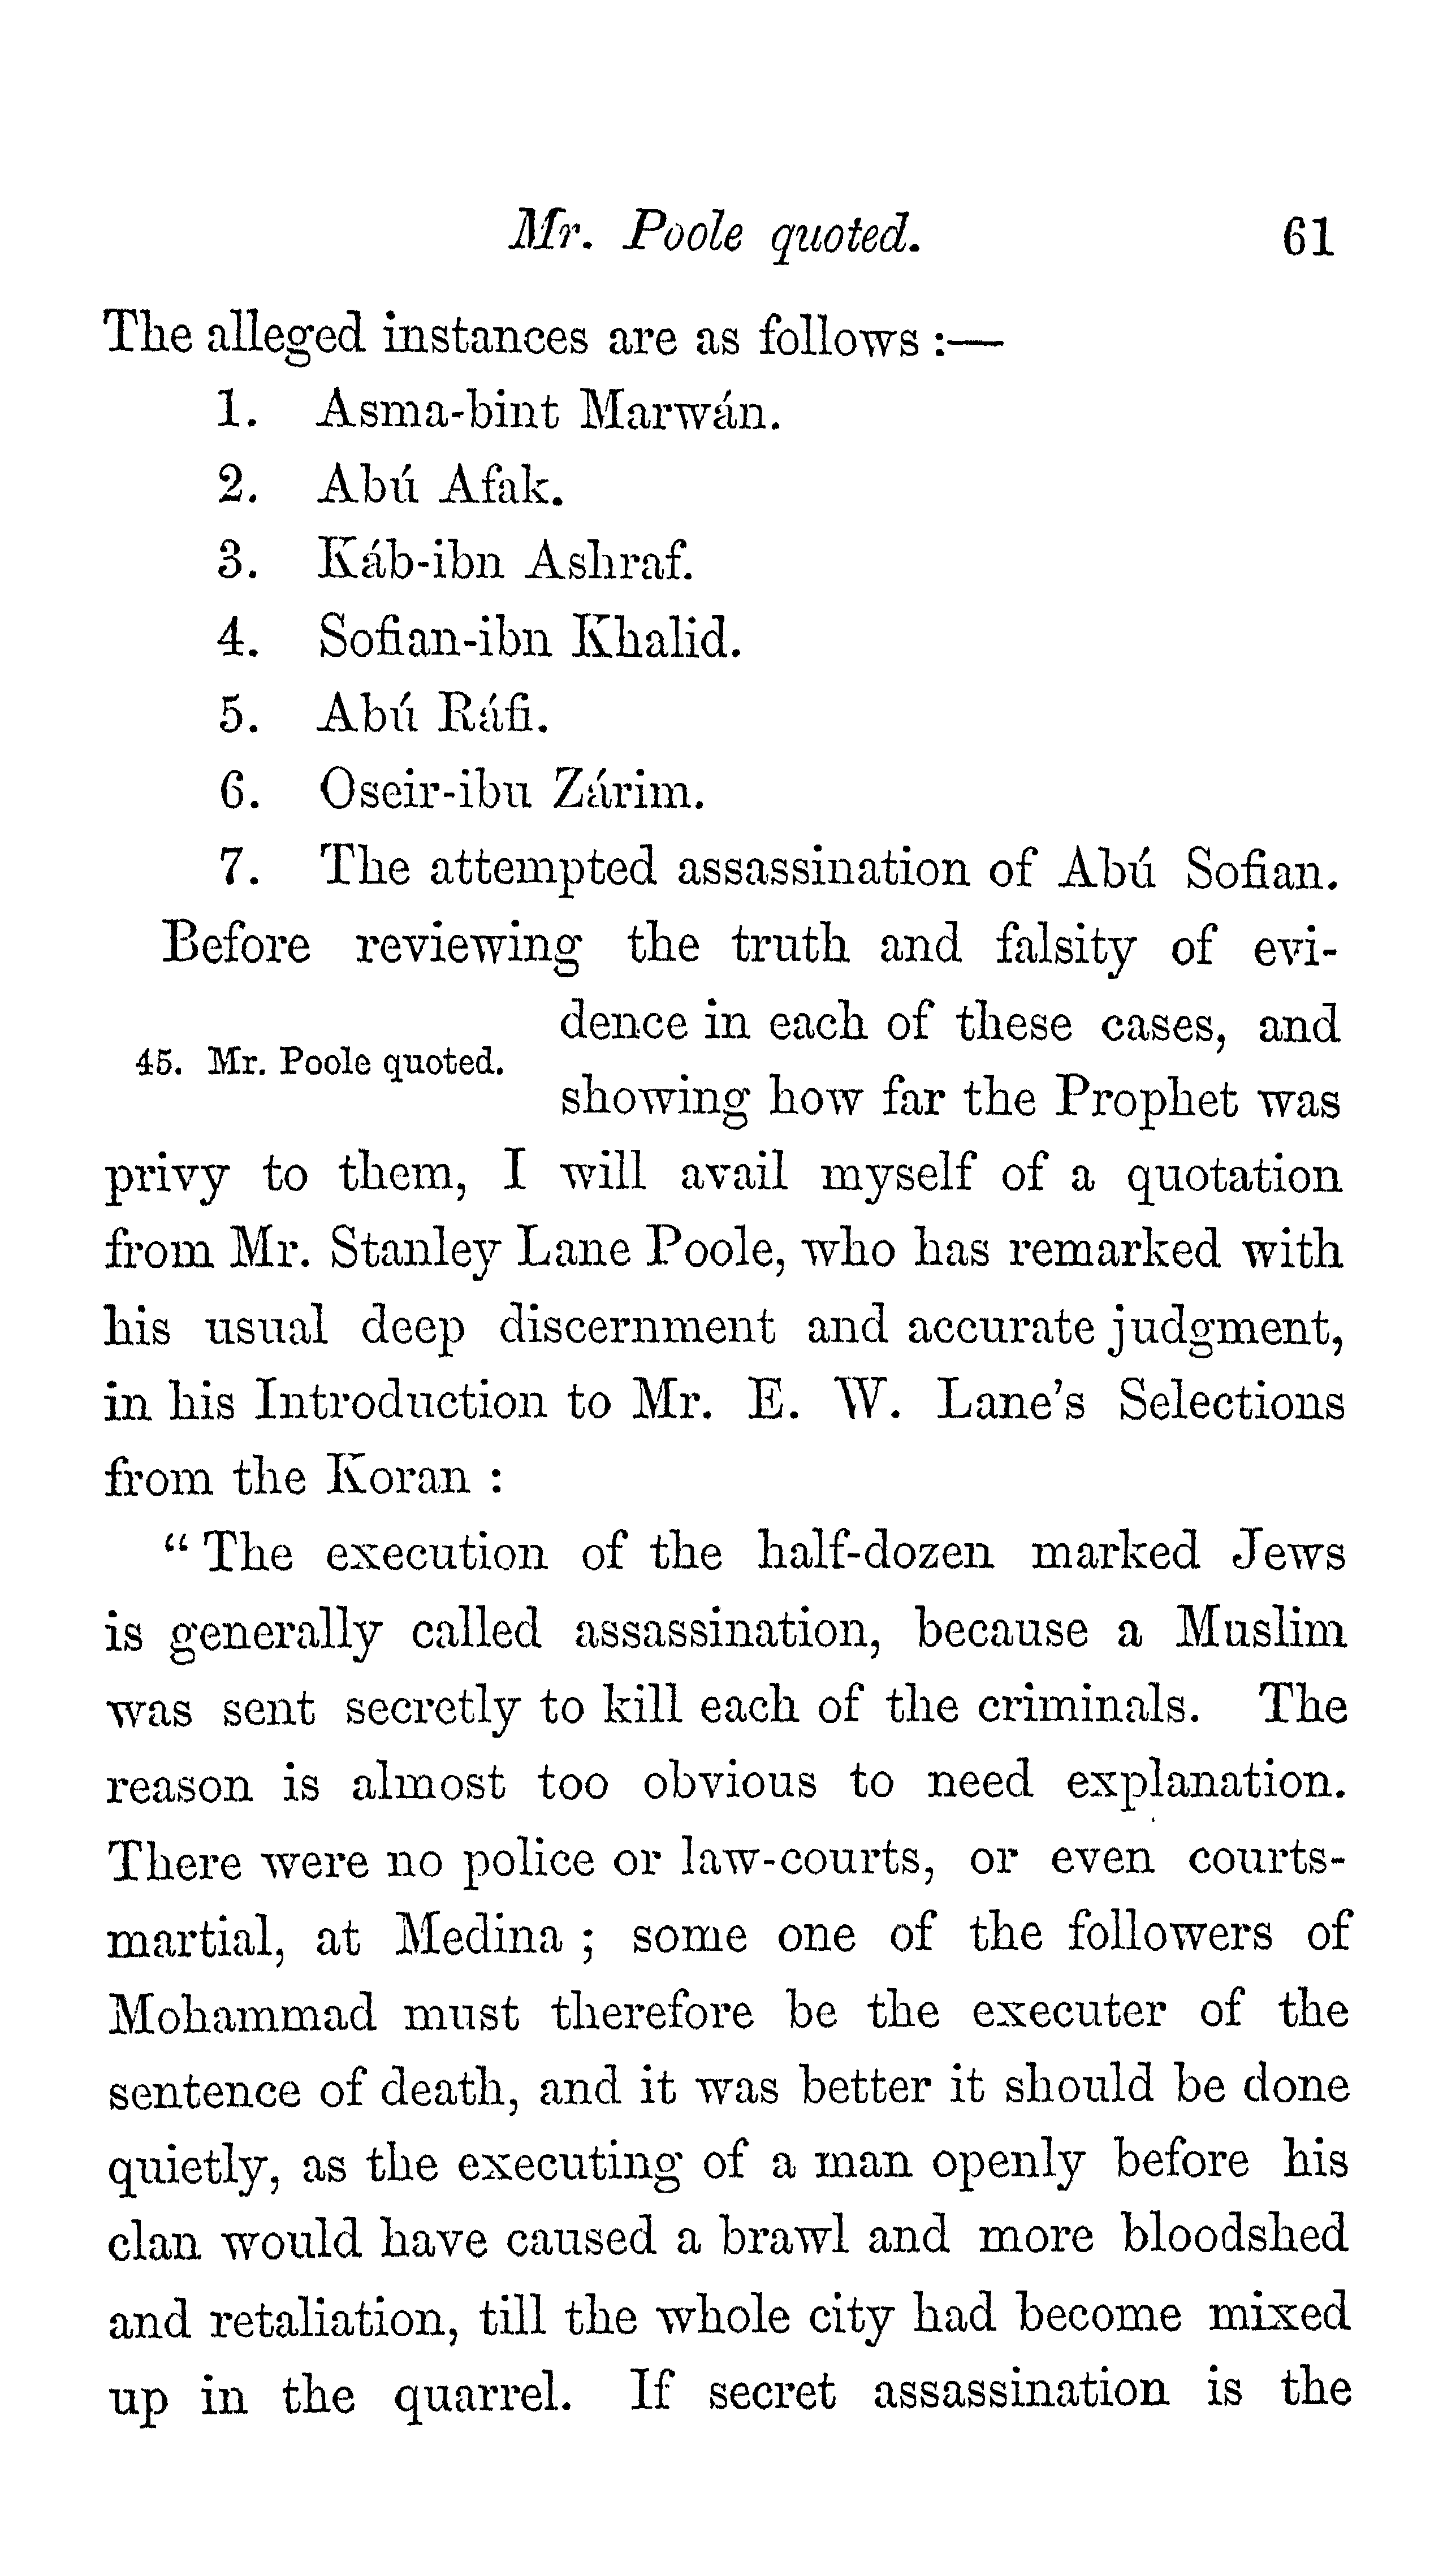 Mr. Poole quoted. 61
The alleged instances are as follows :—
1. Asma-bint Marwán.
2. Abú Afak.
3. Káb-ibn Ashraf.
4. Sofian-ibn Khalid.
5. Abú Ráfi.
6. Oseir-ibu Zárim.
7. The attempted assassination of Abú Sofian.
Before reviewing the truth and falsity of evi-
dence in each of these cases, and
45. Mr. Poole quoted.
showing how far the Prophet was
privy to them, I will avail myself of a quotation
from Mr. Stanley Lane Poole, who has remarked with
his usual deep discernment and accurate judgment,
in his Introduction to Mr. E. W. Lane's Selections
from the Koran :
"The execution of the half-dozen marked Jews
is generally called assassination, because a Muslim
was sent secretly to kill each of the criminals. The
reason is almost too obvious to need explanation.
There were no police or law-courts, or even courts-
martial, at Medina ; some one of the followers of
Mohammad must therefore be the executer of the
sentence of death, and it was better it should be done
quietly, as the executing of a man openly before his
clan would have caused a brawl and more bloodshed
and retaliation, till the whole city had become mixed
up in the quarrel. If secret assassination is the